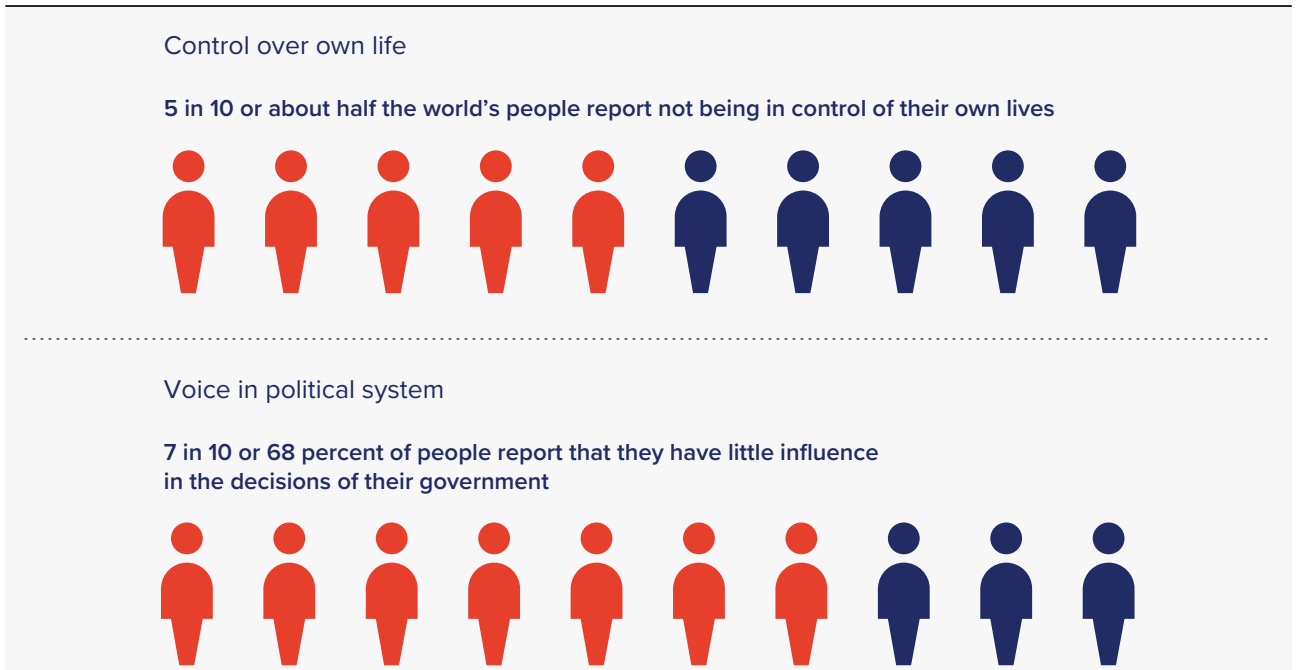 Control over own life
5 in 10 or about half the world’s people report not being in control of their own lives
Voice in political system
7 in 10 or 68 percent of people report that they have little influence
in the decisions of their government